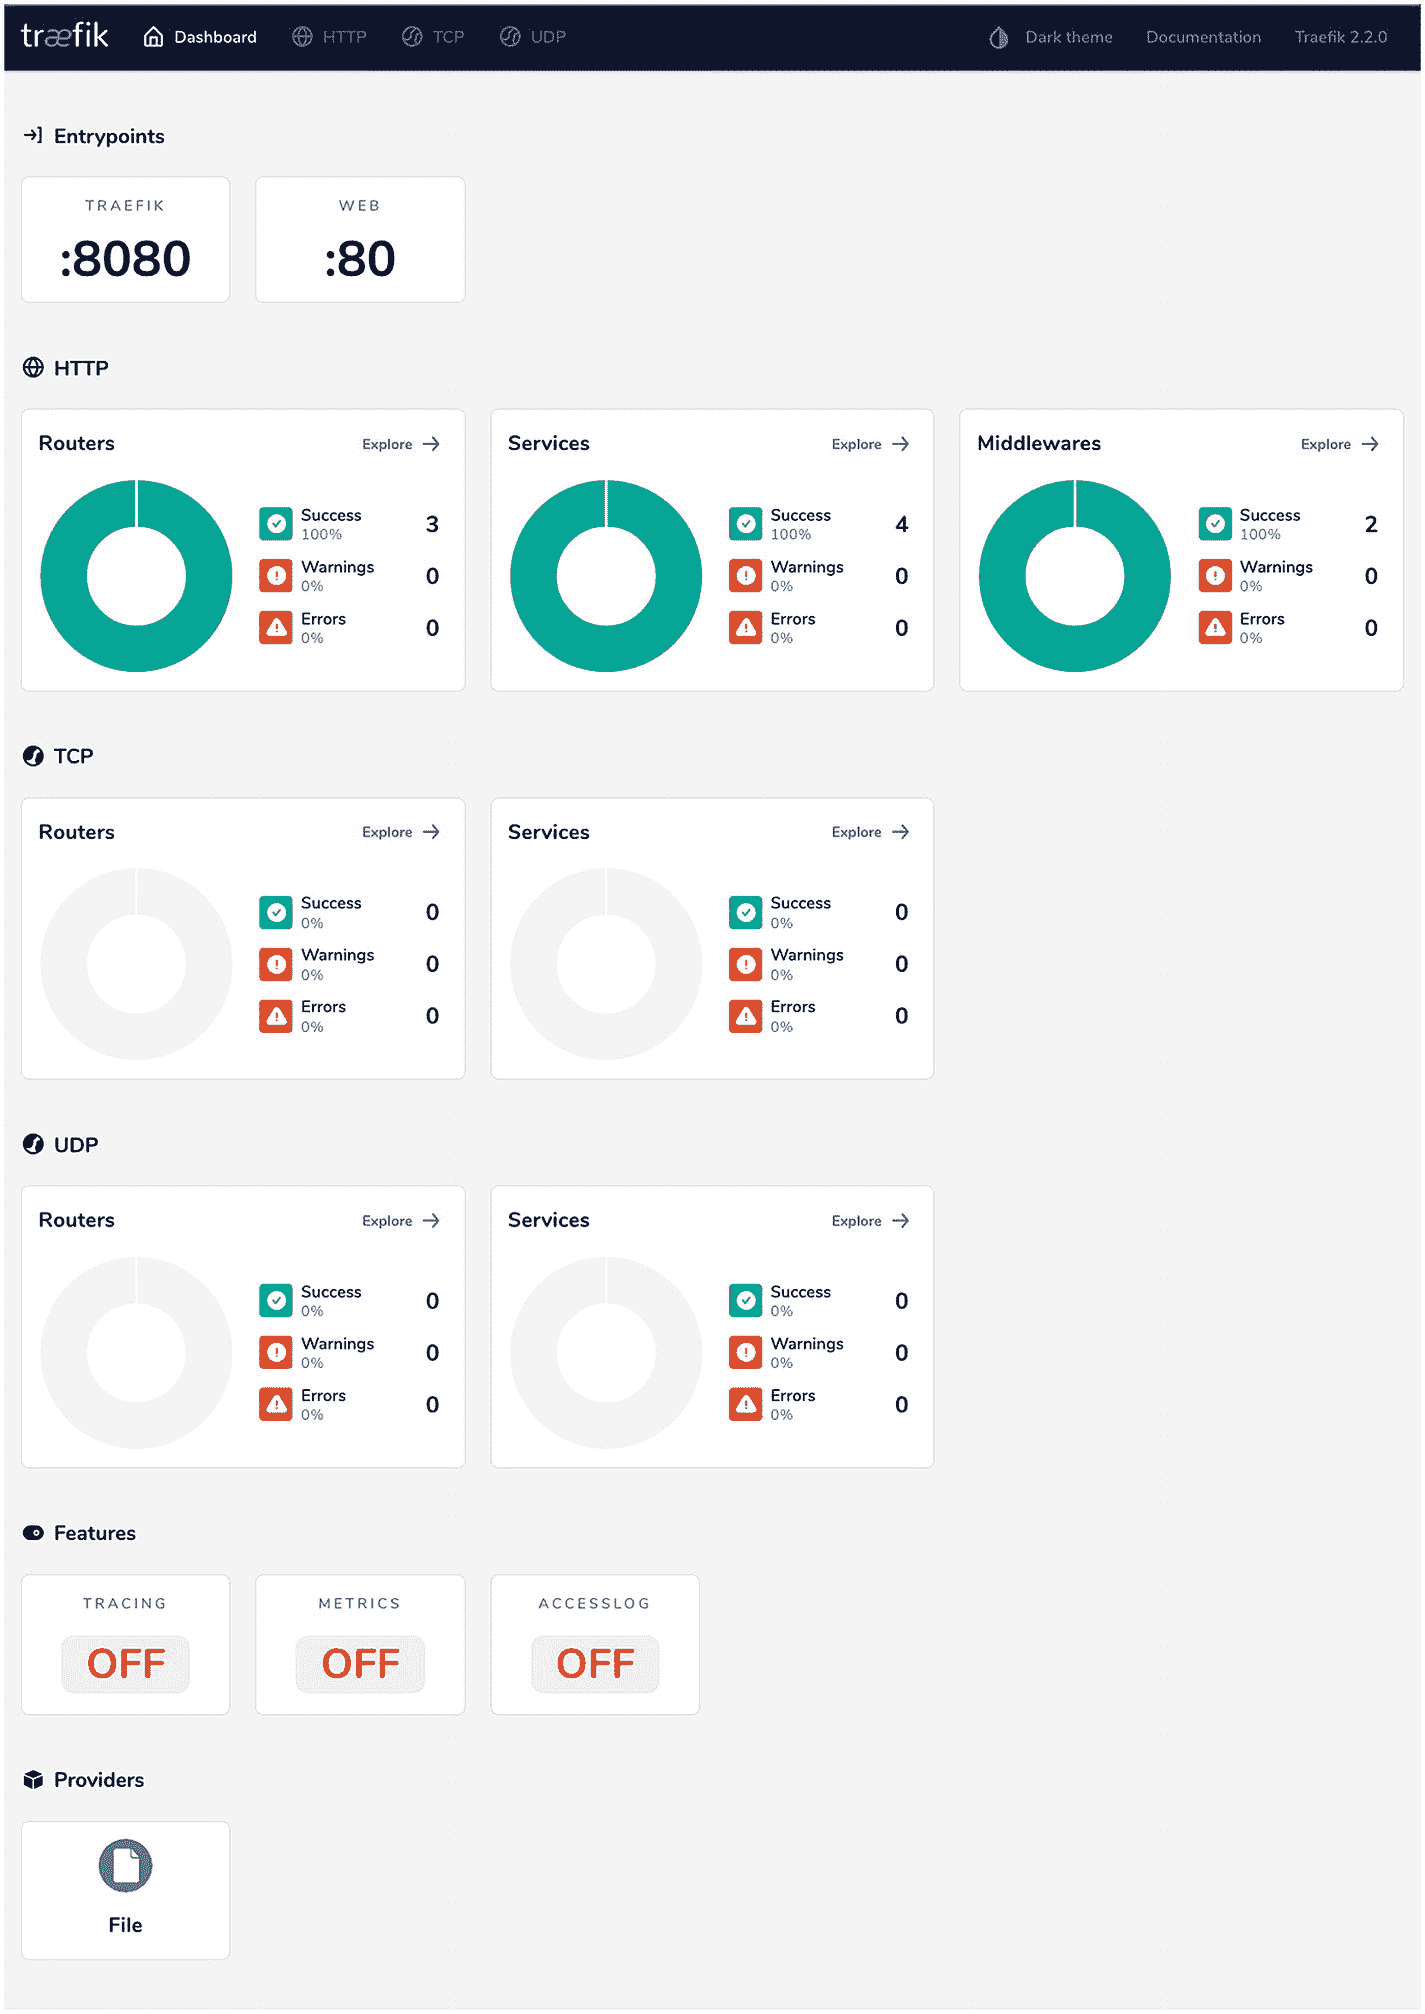 træfik Dashboard HTTP TCP UDP Dark theme Documentation Traefik 2.2.0
Entrypoints
TRAEFIK
:8080
WEB
:80
HTTP
Routers Explore
Success 3
100%
Warnings 0
0%
Errors 0
0%
Services Explore
Success 4
100%
Warnings 0
0%
Errors 0
0%
Middlewares Explore
Success 2
100%
Warnings 0
0%
Errors 0
0%
TCP
Routers Explore
Success 0
0%
Warnings 0
0%
Errors 0
0%
Services Explore
Success 0
0%
Warnings 0
0%
Errors 0
0%
UDP
Routers Explore
Success 0
0%
Warnings 0
0%
Errors 0
0%
Services Explore
Success 0
0%
Warnings 0
0%
Errors 0
0%
Features
TRACING
OFF
METRICS
OFF
ACCESSLOG
OFF
Providers
File